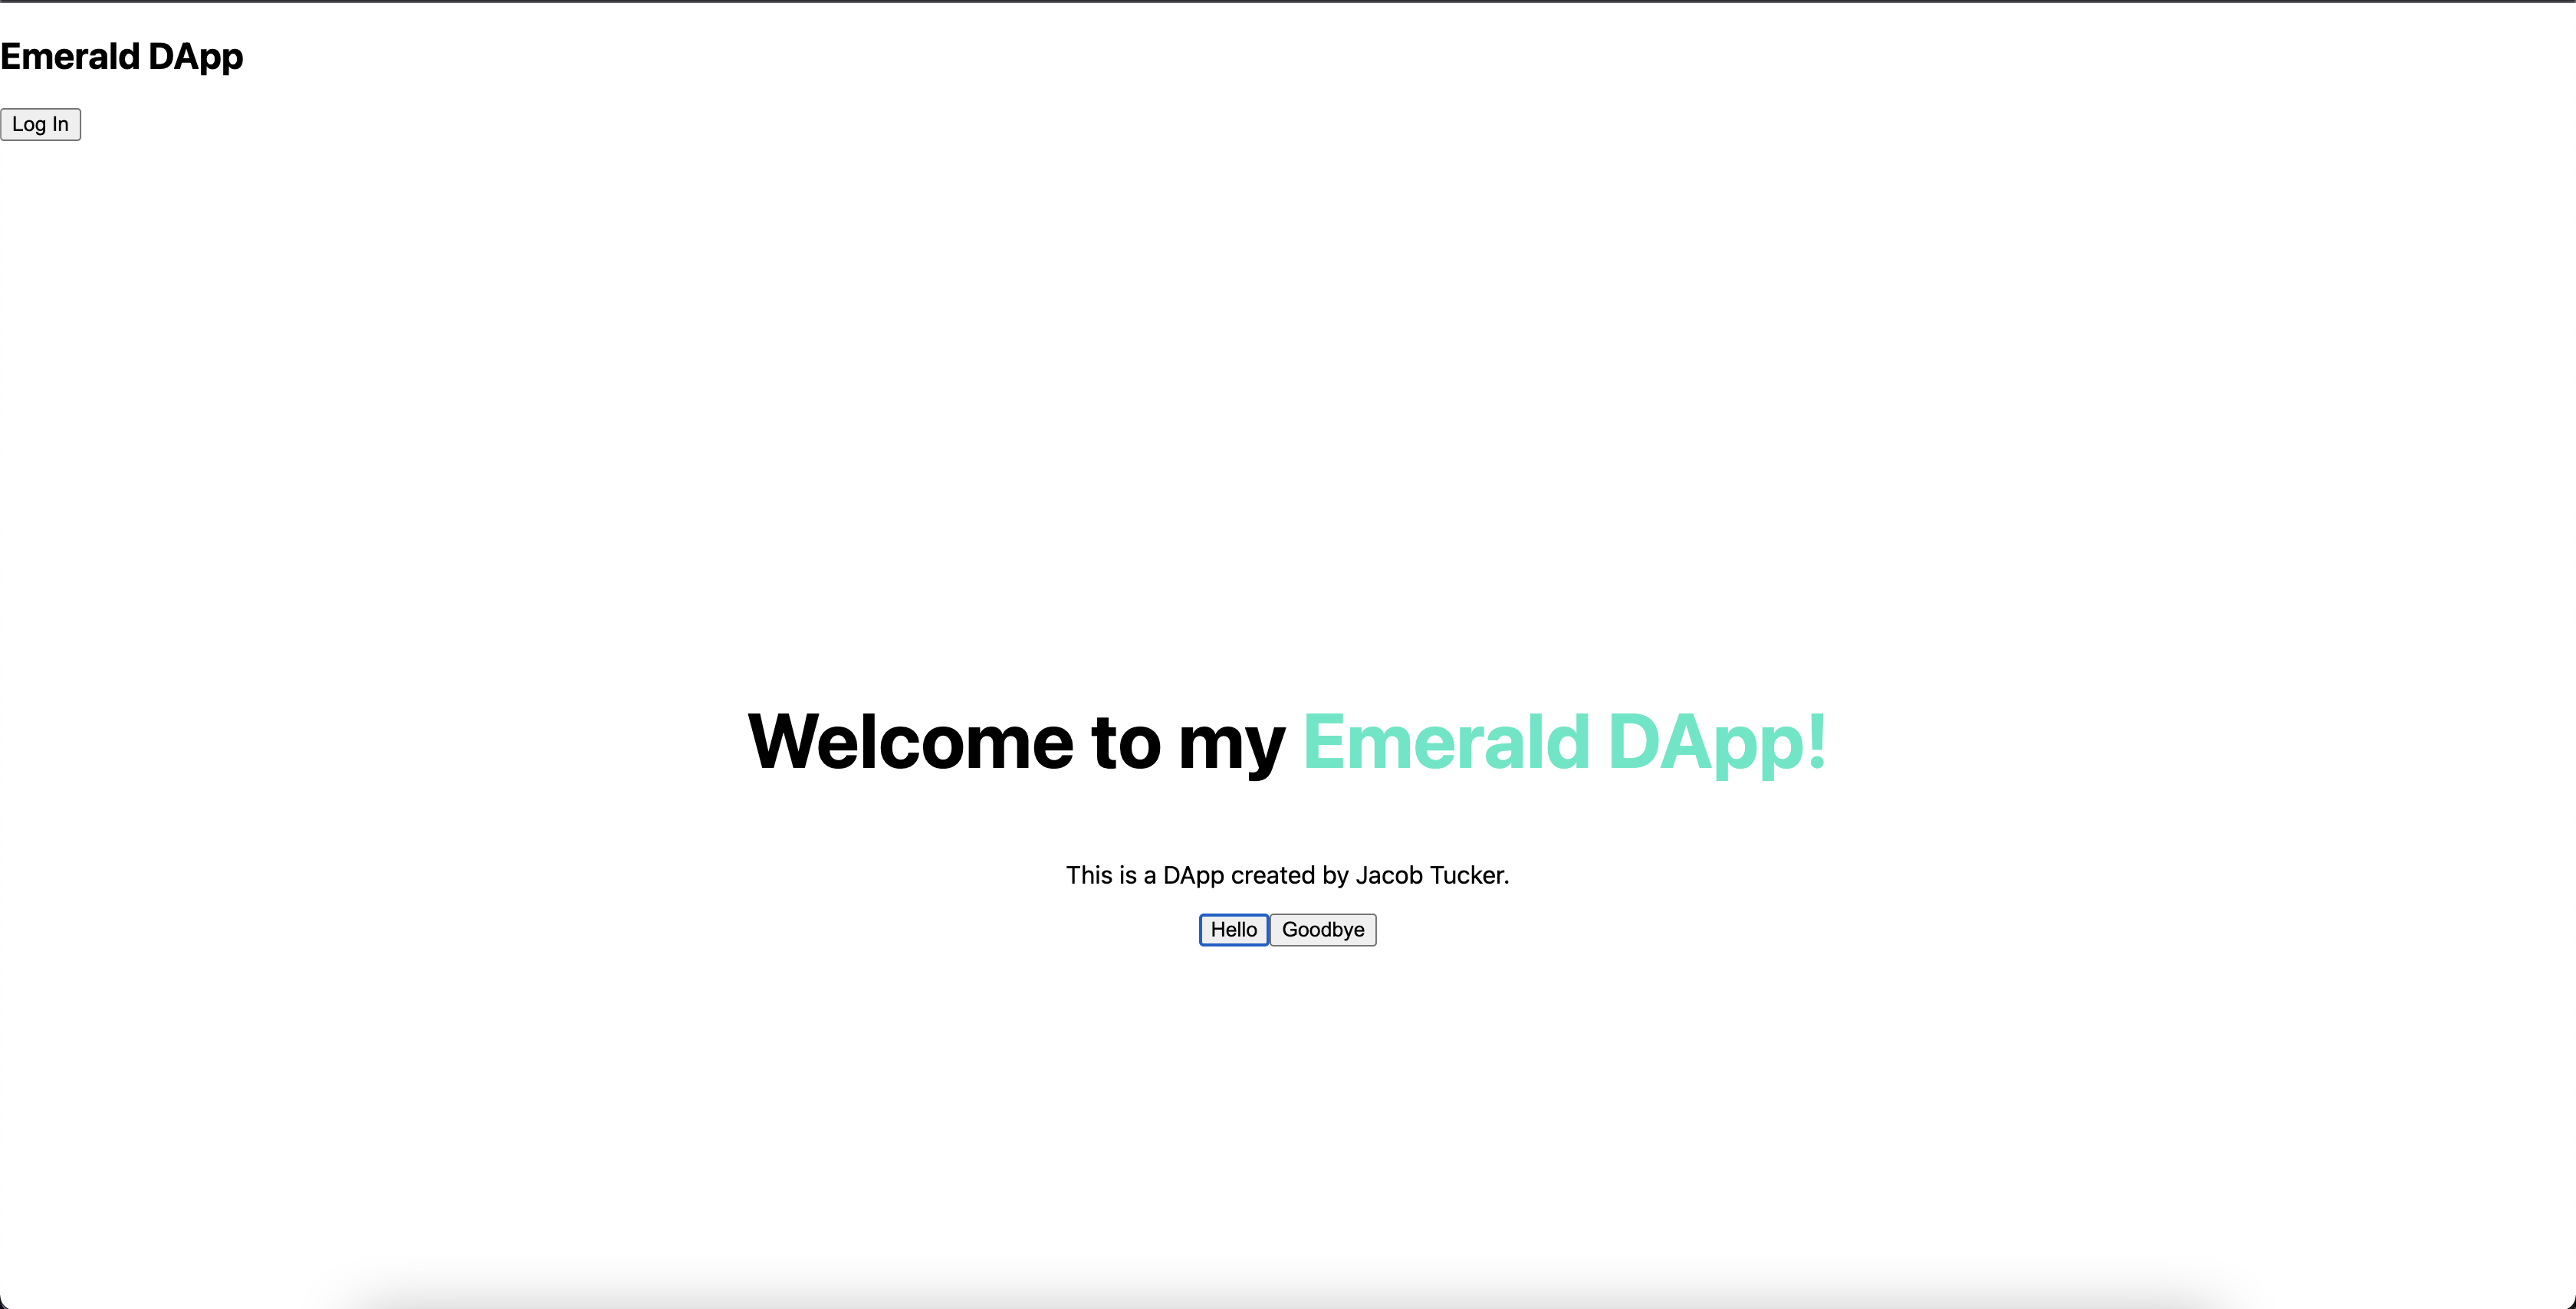 Emerald DApp
Log In
Welcome to my Emerald DApp!
This is a DApp created by Jacob Tucker.
Hello Goodbye